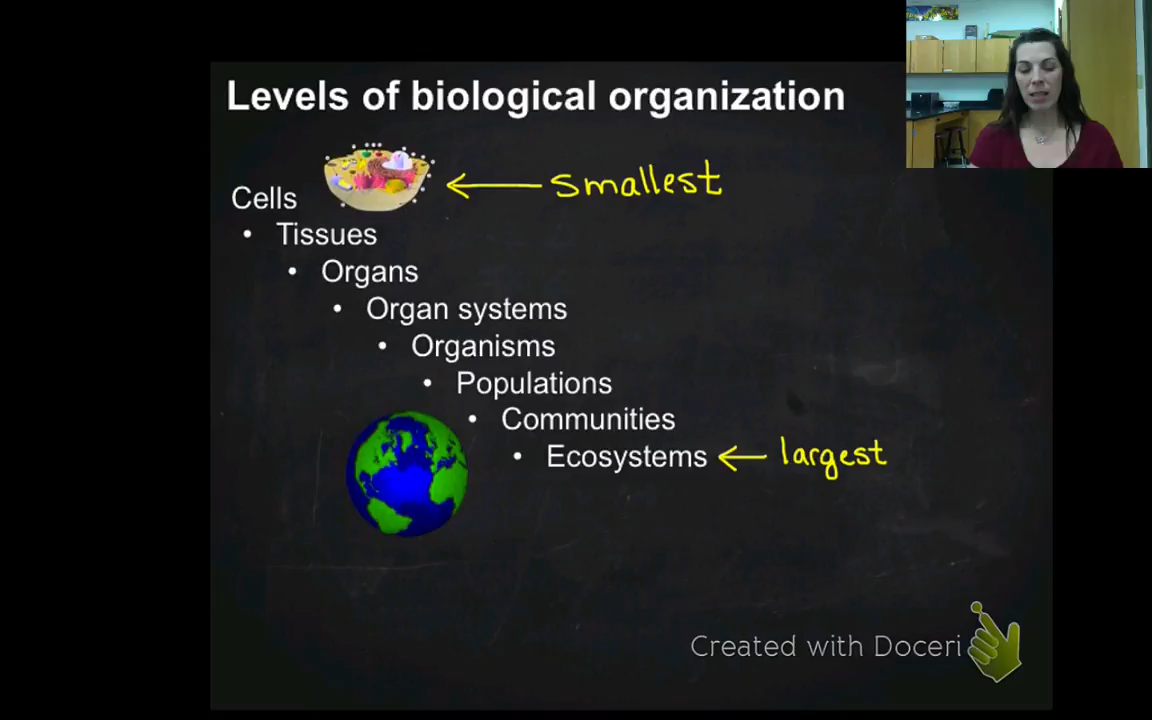 Levels of biological organization
Cells ← smallest
• Tissues
• Organs
• Organ systems
• Organisms
• Populations
• Communities
• Ecosystems ← largest
Created with Doceri